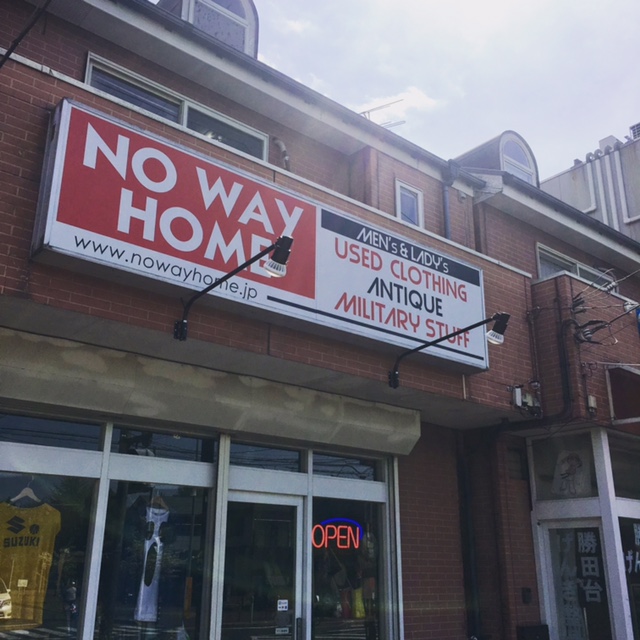 NO WAY
HOME
www.nowayhome.jp
MEN's & LADY's
USED CLOTHING
ANTIQUE
MILITARY STUFF
SUZUKI
OPEN
勝田台